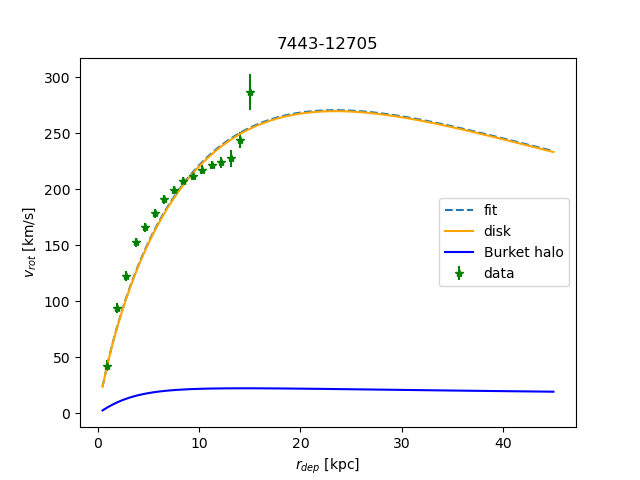 7443-12705
300
250
200
150
100
50
0
v_rot [km/s]
fit
disk
Burket halo
data
0 10 20 30 40
r_dep [kpc]